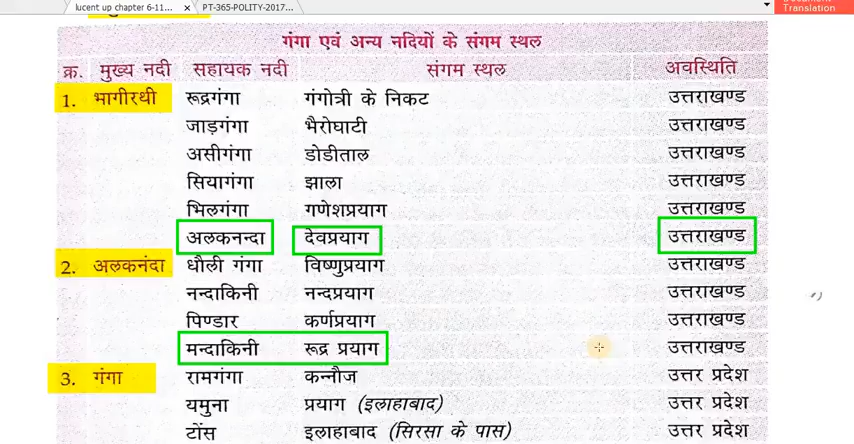 lucent up chapter 6-11... × PT-365-POLITY-2017...
Translation
गंगा एवं अन्य नदियों के संगम स्थल
क्र. मुख्य नदी सहायक नदी संगम स्थल अवस्थिति
1. भागीरथी रूद्रगंगा गंगोत्री के निकट उत्तराखण्ड
जाड़गंगा भैरोघाटी उत्तराखण्ड
असीगंगा डोडीताल उत्तराखण्ड
सियागंगा झाला उत्तराखण्ड
भिलगंगा गणेशप्रयाग उत्तराखण्ड
अलकनन्दा देवप्रयाग उत्तराखण्ड
2. अलकनंदा धौली गंगा विष्णुप्रयाग उत्तराखण्ड
नन्दाकिनी नन्दप्रयाग उत्तराखण्ड
पिण्डार कर्णप्रयाग उत्तराखण्ड
मन्दाकिनी रूद्र प्रयाग उत्तराखण्ड
3. गंगा रामगंगा कन्नौज उत्तर प्रदेश
यमुना प्रयाग (इलाहाबाद) उत्तर प्रदेश
टोंस इलाहाबाद (सिरसा के पास) उत्तर प्रदेश